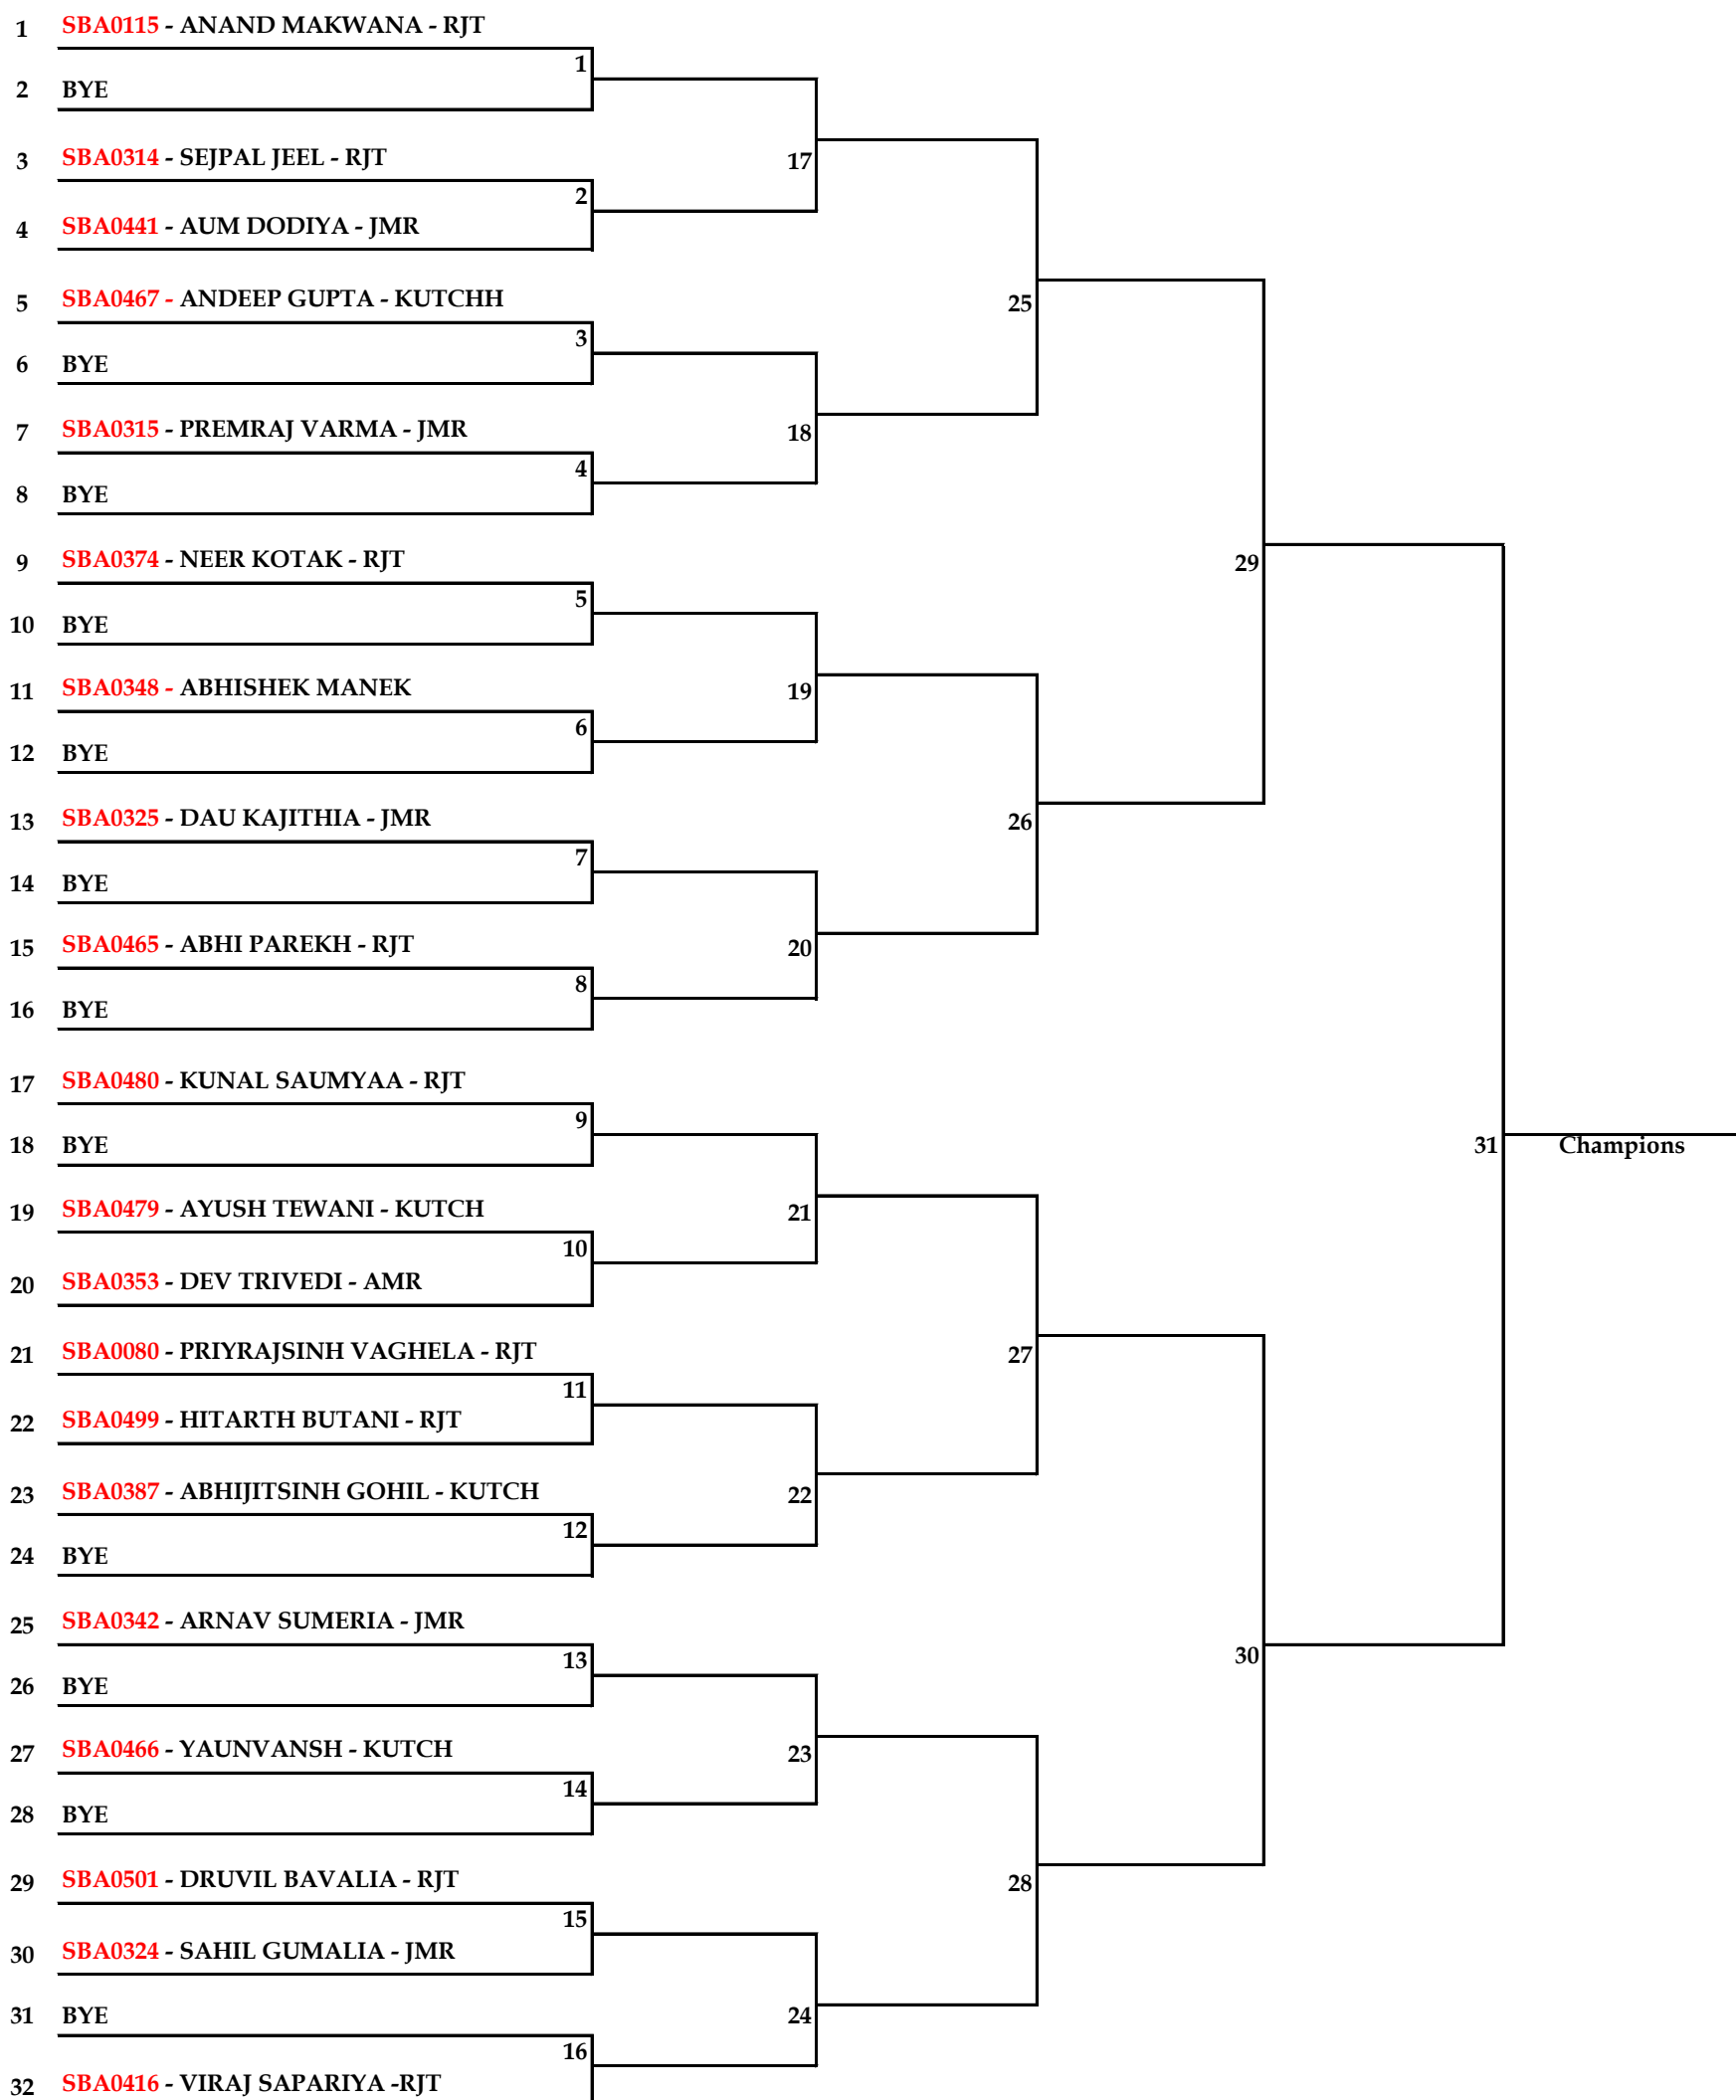 1 SBA0115 - ANAND MAKWANA - RJT
1
2 BYE
3 SBA0314 - SEJPAL JEEL - RJT
17
2
4 SBA0441 - AUM DODIYA - JMR
5 SBA0467 - ANDEEP GUPTA - KUTCHH
25
3
6 BYE
7 SBA0315 - PREMRAJ VARMA - JMR
18
4
8 BYE
9 SBA0374 - NEER KOTAK - RJT
29
5
10 BYE
11 SBA0348 - ABHISHEK MANEK
19
6
12 BYE
13 SBA0325 - DAU KAJITHIA - JMR
26
7
14 BYE
15 SBA0465 - ABHI PAREKH - RJT
20
8
16 BYE
17 SBA0480 - KUNAL SAUMYAA - RJT
9
18 BYE
31 Champions
19 SBA0479 - AYUSH TEWANI - KUTCH
21
10
20 SBA0353 - DEV TRIVEDI - AMR
21 SBA0080 - PRIYRAJSINH VAGHELA - RJT
27
11
22 SBA0499 - HITARTH BUTANI - RJT
23 SBA0387 - ABHIJITSINH GOHIL - KUTCH
22
12
24 BYE
25 SBA0342 - ARNAV SUMERIA - JMR
30
13
26 BYE
27 SBA0466 - YAUNVANSH - KUTCH
23
14
28 BYE
29 SBA0501 - DRUVIL BAVALIA - RJT
28
15
30 SBA0324 - SAHIL GUMALIA - JMR
31 BYE
24
16
32 SBA0416 - VIRAJ SAPARIYA -RJT